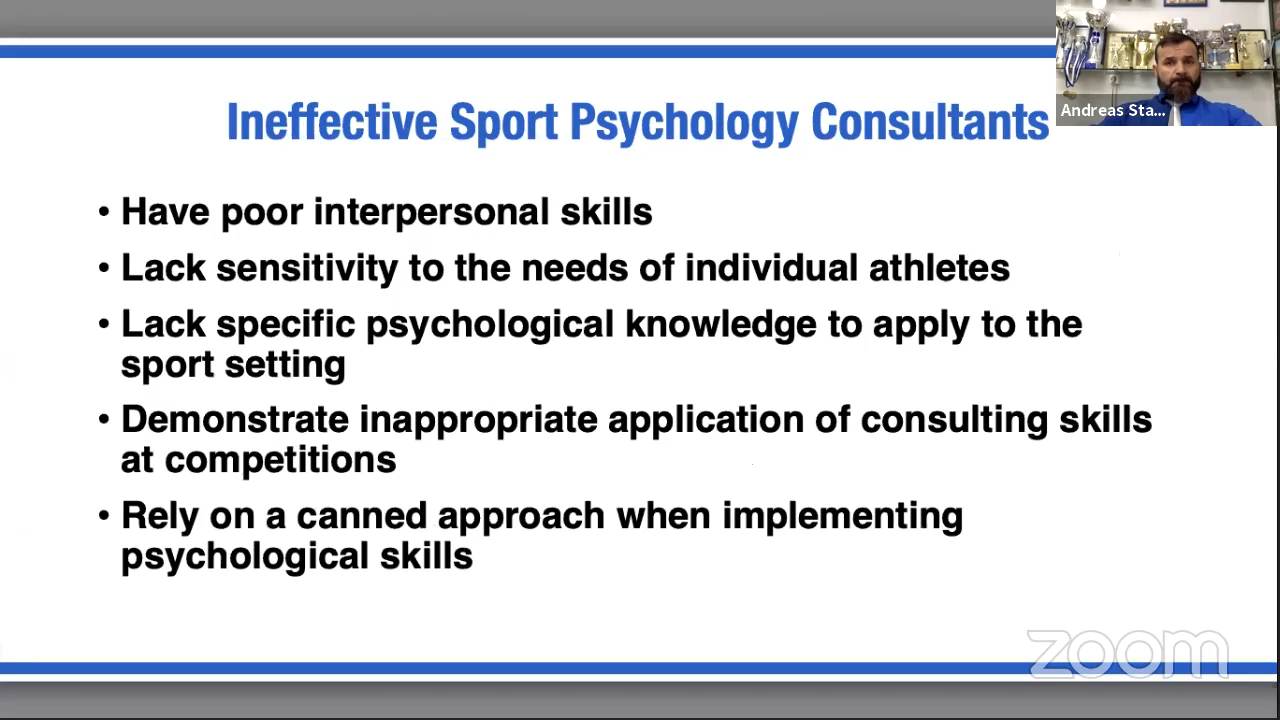 Andreas Sta...
Ineffective Sport Psychology Consultants
• Have poor interpersonal skills
• Lack sensitivity to the needs of individual athletes
• Lack specific psychological knowledge to apply to the
sport setting
• Demonstrate inappropriate application of consulting skills
at competitions
• Rely on a canned approach when implementing
psychological skills
zoom